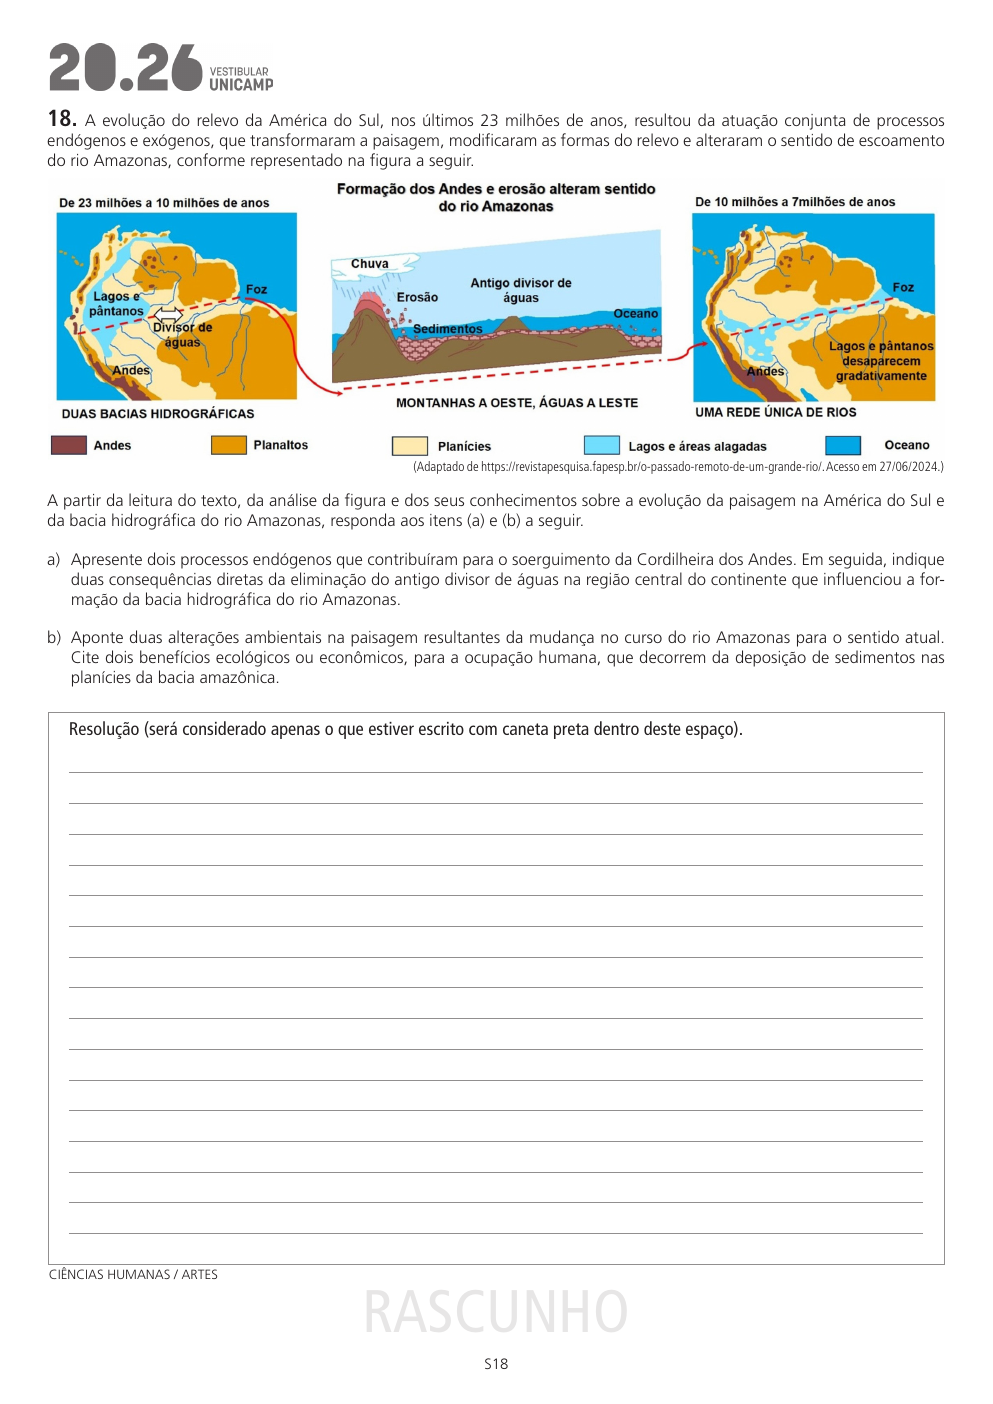 20.26 VESTIBULAR
UNICAMP
18. A evolução do relevo da América do Sul, nos últimos 23 milhões de anos, resultou da atuação conjunta de processos
endógenos e exógenos, que transformaram a paisagem, modificaram as formas do relevo e alteraram o sentido de escoamento
do rio Amazonas, conforme representado na figura a seguir.
De 23 milhões a 10 milhões de anos
Lagos e
pântanos
Foz
Divisor de
águas
Andes
DUAS BACIAS HIDROGRÁFICAS
Formação dos Andes e erosão alteram sentido
do rio Amazonas
Chuva
Erosão
Antigo divisor de
águas
Sedimentos
Oceano
MONTANHAS A OESTE, ÁGUAS A LESTE
De 10 milhões a 7milhões de anos
Foz
Lagos e pântanos
desaparecem
gradativamente
Andes
UMA REDE ÚNICA DE RIOS
Andes
Planaltos
Planícies
Lagos e áreas alagadas
Oceano
(Adaptado de https://revistapesquisa.fapesp.br/o-passado-remoto-de-um-grande-rio/. Acesso em 27/06/2024.)
A partir da leitura do texto, da análise da figura e dos seus conhecimentos sobre a evolução da paisagem na América do Sul e
da bacia hidrográfica do rio Amazonas, responda aos itens (a) e (b) a seguir.
a) Apresente dois processos endógenos que contribuíram para o soerguimento da Cordilheira dos Andes. Em seguida, indique
duas consequências diretas da eliminação do antigo divisor de águas na região central do continente que influenciou a for-
mação da bacia hidrográfica do rio Amazonas.
b) Aponte duas alterações ambientais na paisagem resultantes da mudança no curso do rio Amazonas para o sentido atual.
Cite dois benefícios ecológicos ou econômicos, para a ocupação humana, que decorrem da deposição de sedimentos nas
planícies da bacia amazônica.
Resolução (será considerado apenas o que estiver escrito com caneta preta dentro deste espaço).
CIÊNCIAS HUMANAS / ARTES
RASCUNHO
S18